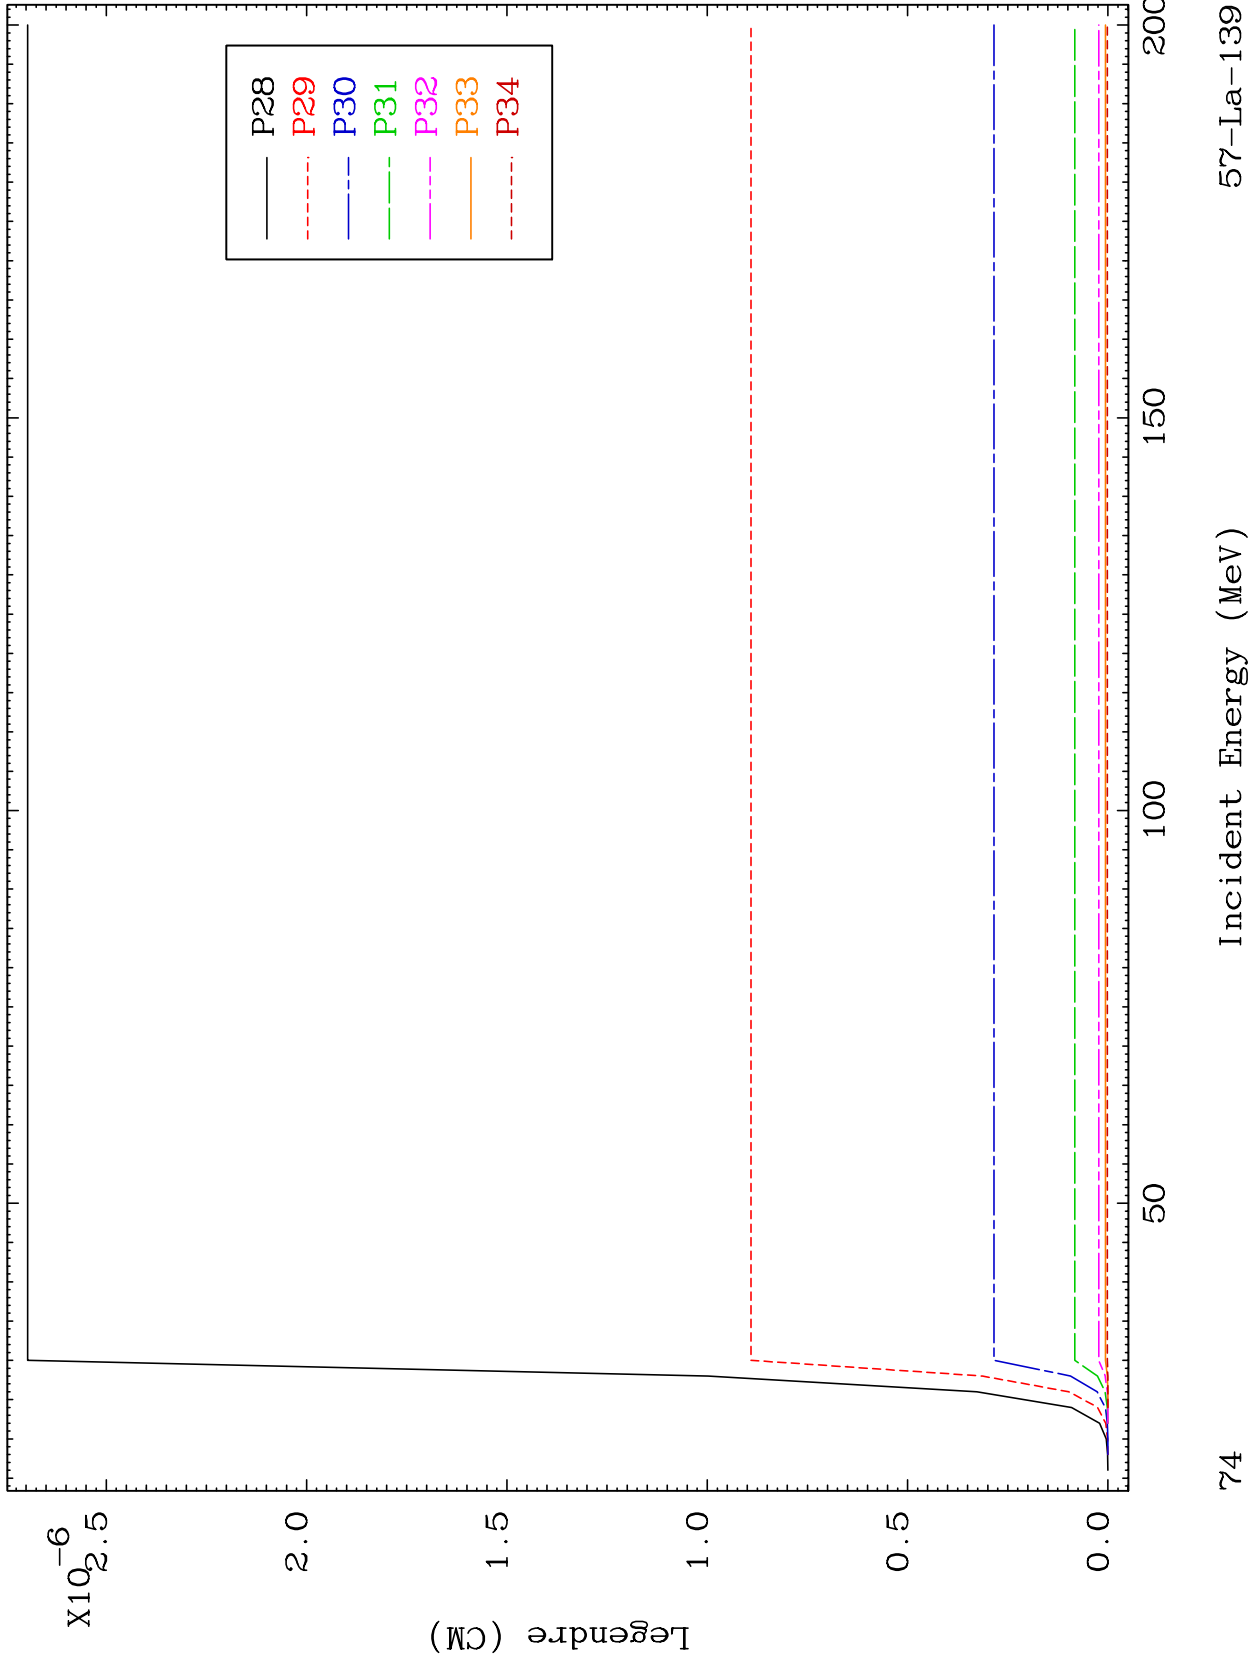 X10-6
2.5
2.0
1.5
1.0
0.5
0.0
Legendre (CM)
P28
P29
P30
P31
P32
P33
P34
50
100
150
200
74
Incident Energy (MeV)
57-La-139